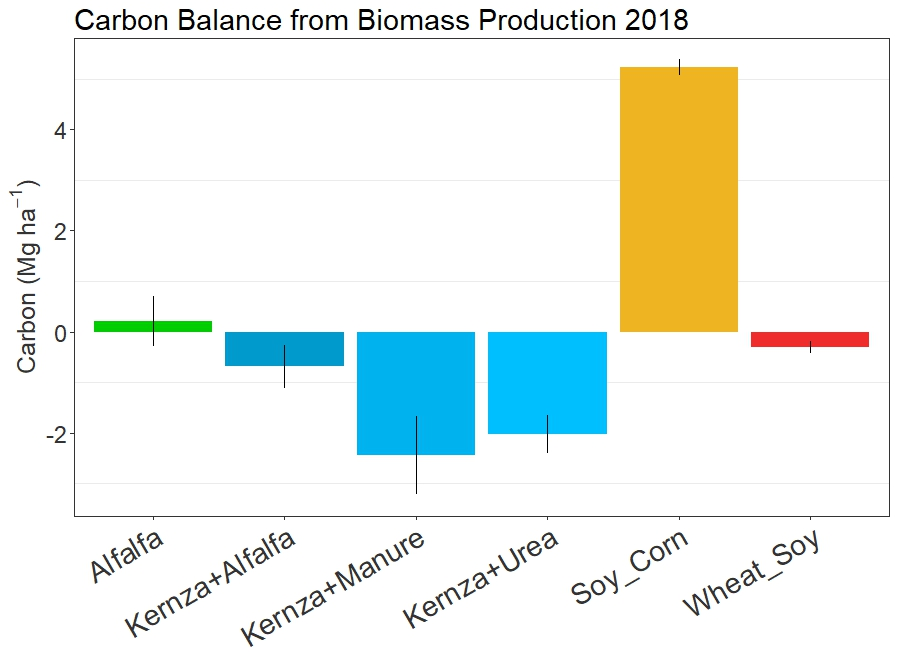 Carbon Balance from Biomass Production 2018
Carbon (Mg ha⁻¹)
4
2
0
-2
Alfalfa
Kernza+Alfalfa
Kernza+Manure
Kernza+Urea
Soy_Corn
Wheat_Soy